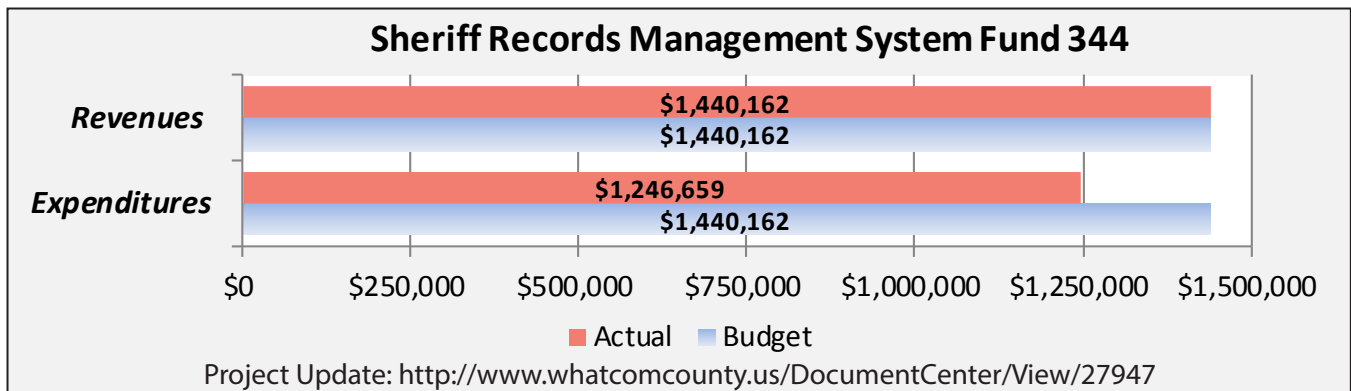 Sheriff Records Management System Fund 344
Revenues
$1,440,162
$1,440,162
Expenditures
$1,246,659
$1,440,162
$0 $250,000 $500,000 $750,000 $1,000,000 $1,250,000 $1,500,000
Actual Budget
Project Update: http://www.whatcomcounty.us/DocumentCenter/View/27947